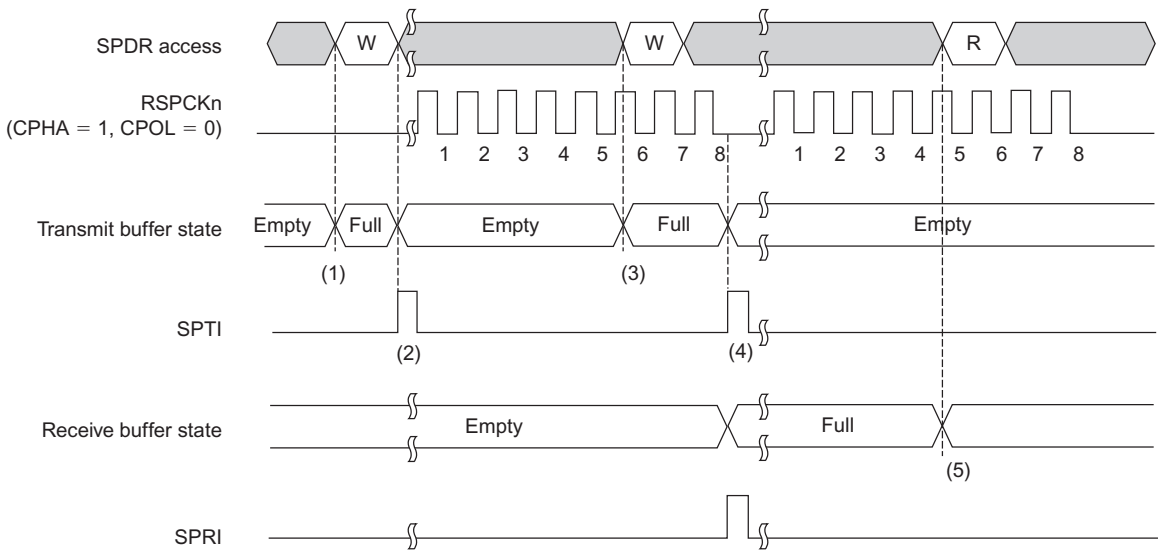 SPDR access W W R
RSPCKn
(CPHA = 1, CPOL = 0)
1 2 3 4 5 6 7 8 1 2 3 4 5 6 7 8
Transmit buffer state Empty Full Empty Full Empty
(1) (3)
SPTI
(2) (4)
Receive buffer state Empty Full
(5)
SPRI